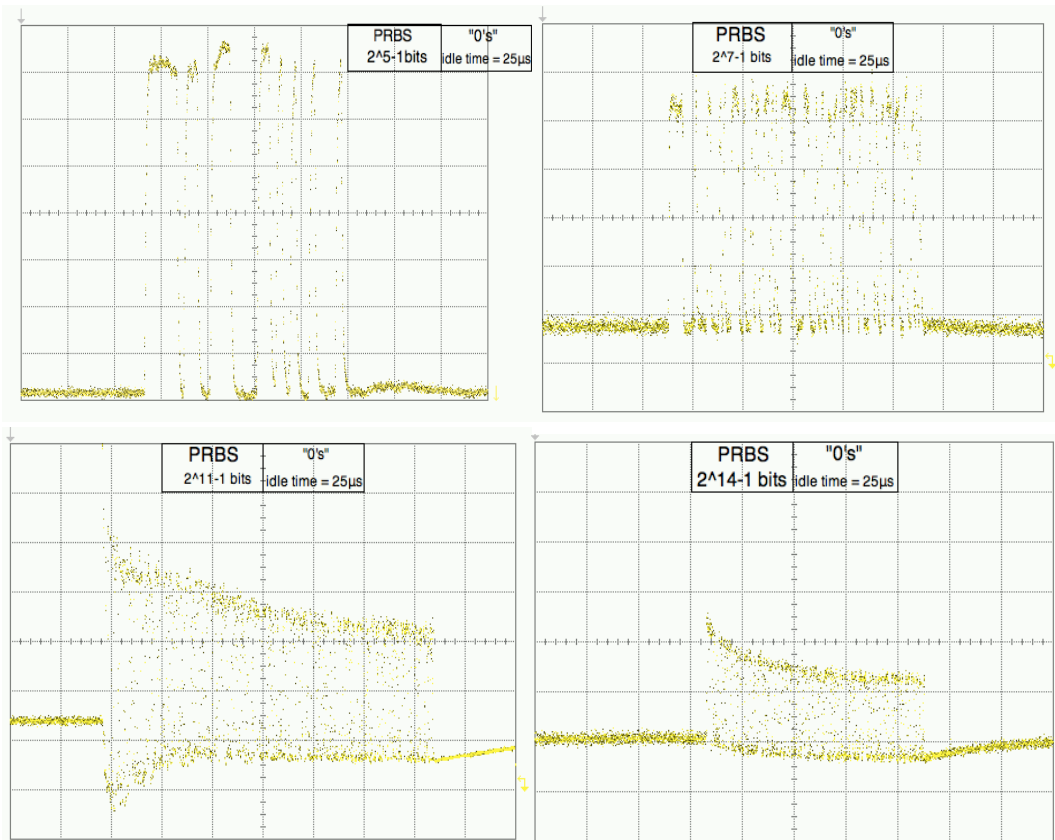 PRBS
2^5-1bits
"0's"
idle time = 25µs
PRBS
2^7-1 bits
"0's"
idle time = 25µs
PRBS
2^11-1 bits
"0's"
idle time = 25µs
PRBS
2^14-1 bits
"0's"
idle time = 25µs